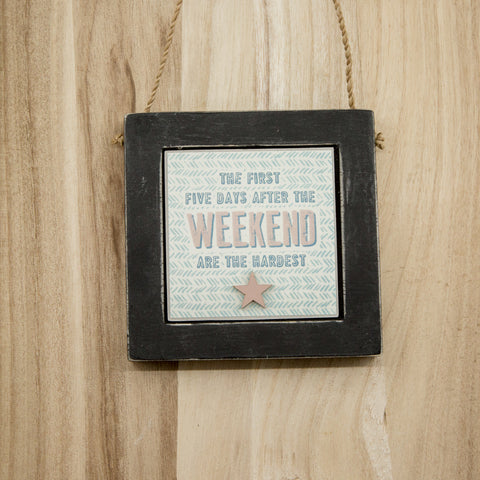 THE FIRST
FIVE DAYS AFTER THE
WEEKEND
ARE THE HARDEST